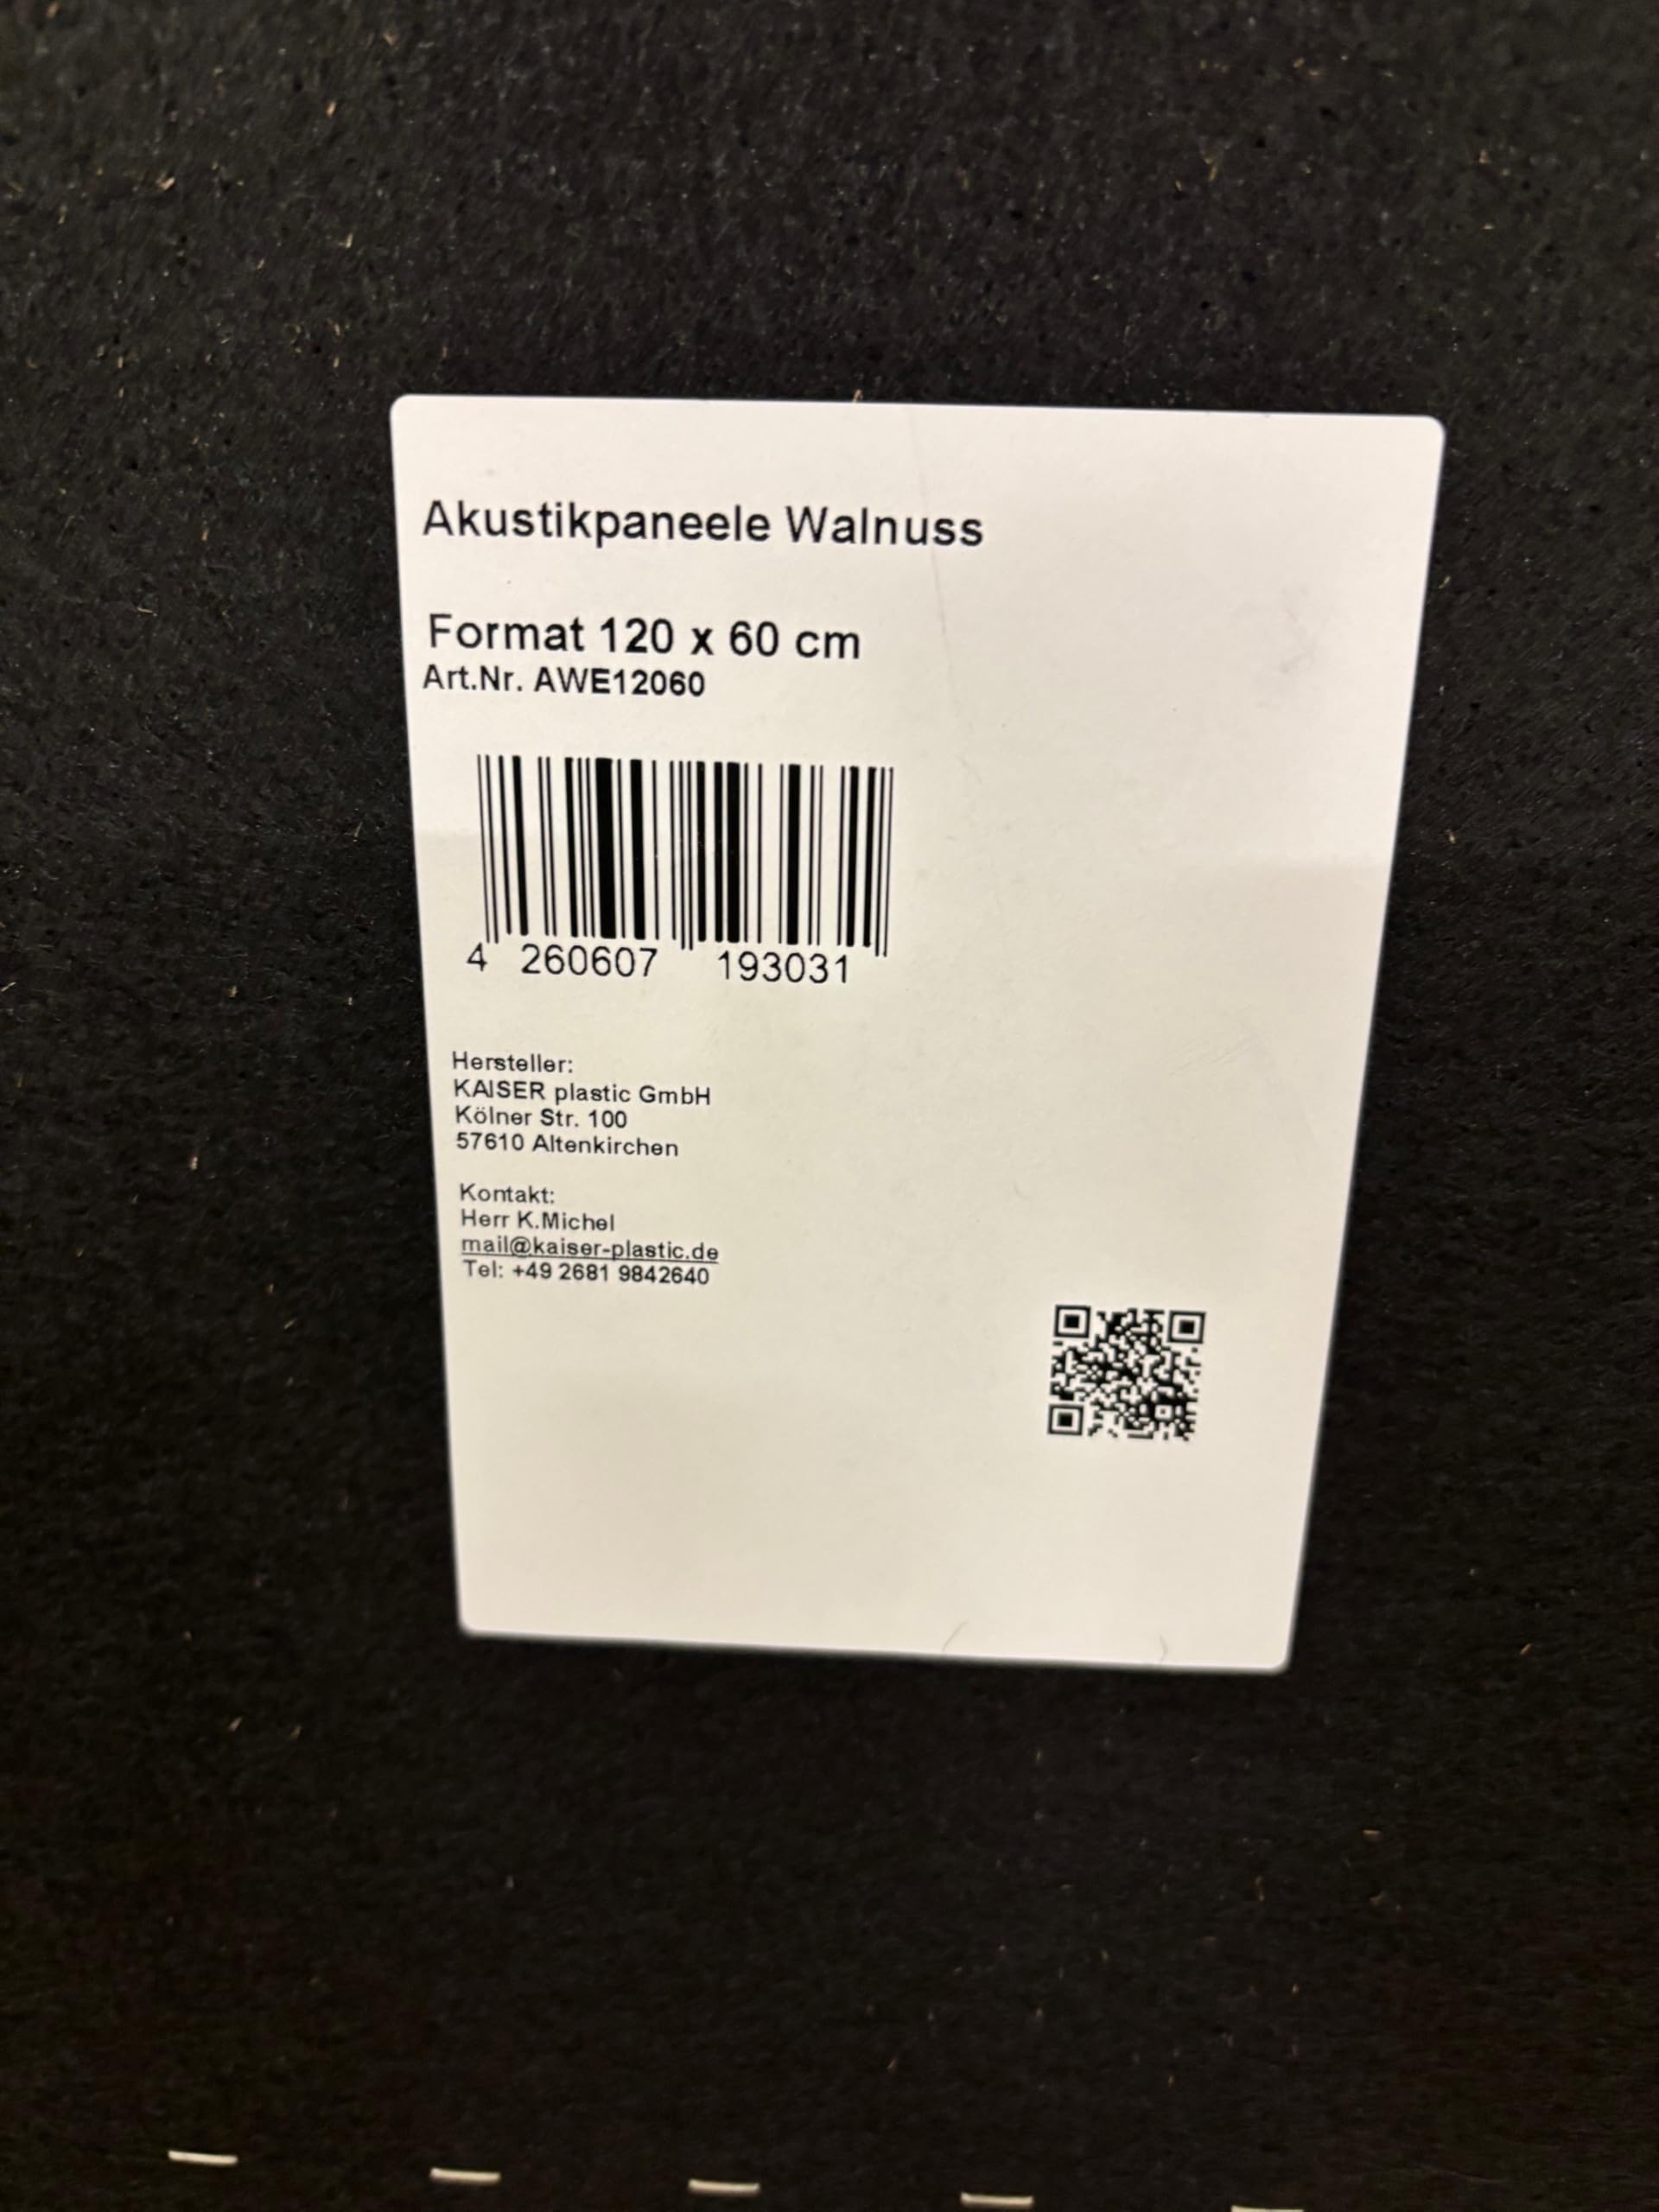 Akustikpaneele Walnuss
Format 120 x 60 cm
Art.Nr. AWE12060
4 260607 193031
Hersteller:
KAISER plastic GmbH
Kölner Str. 100
57610 Altenkirchen
Kontakt:
Herr K.Michel
mail@kaiser-plastic.de
Tel: +49 2681 9842640